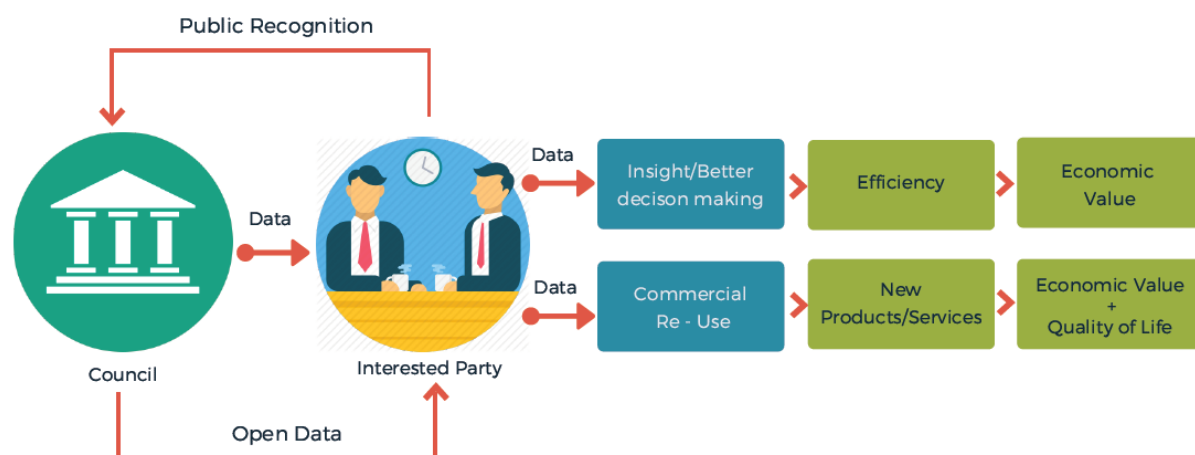 Public Recognition
Data
Insight/Better
decison making
Efficiency
Economic
Value
Data
Data
Commercial
Re - Use
New
Products/Services
Economic Value
+
Quality of Life
Council
Interested Party
Open Data